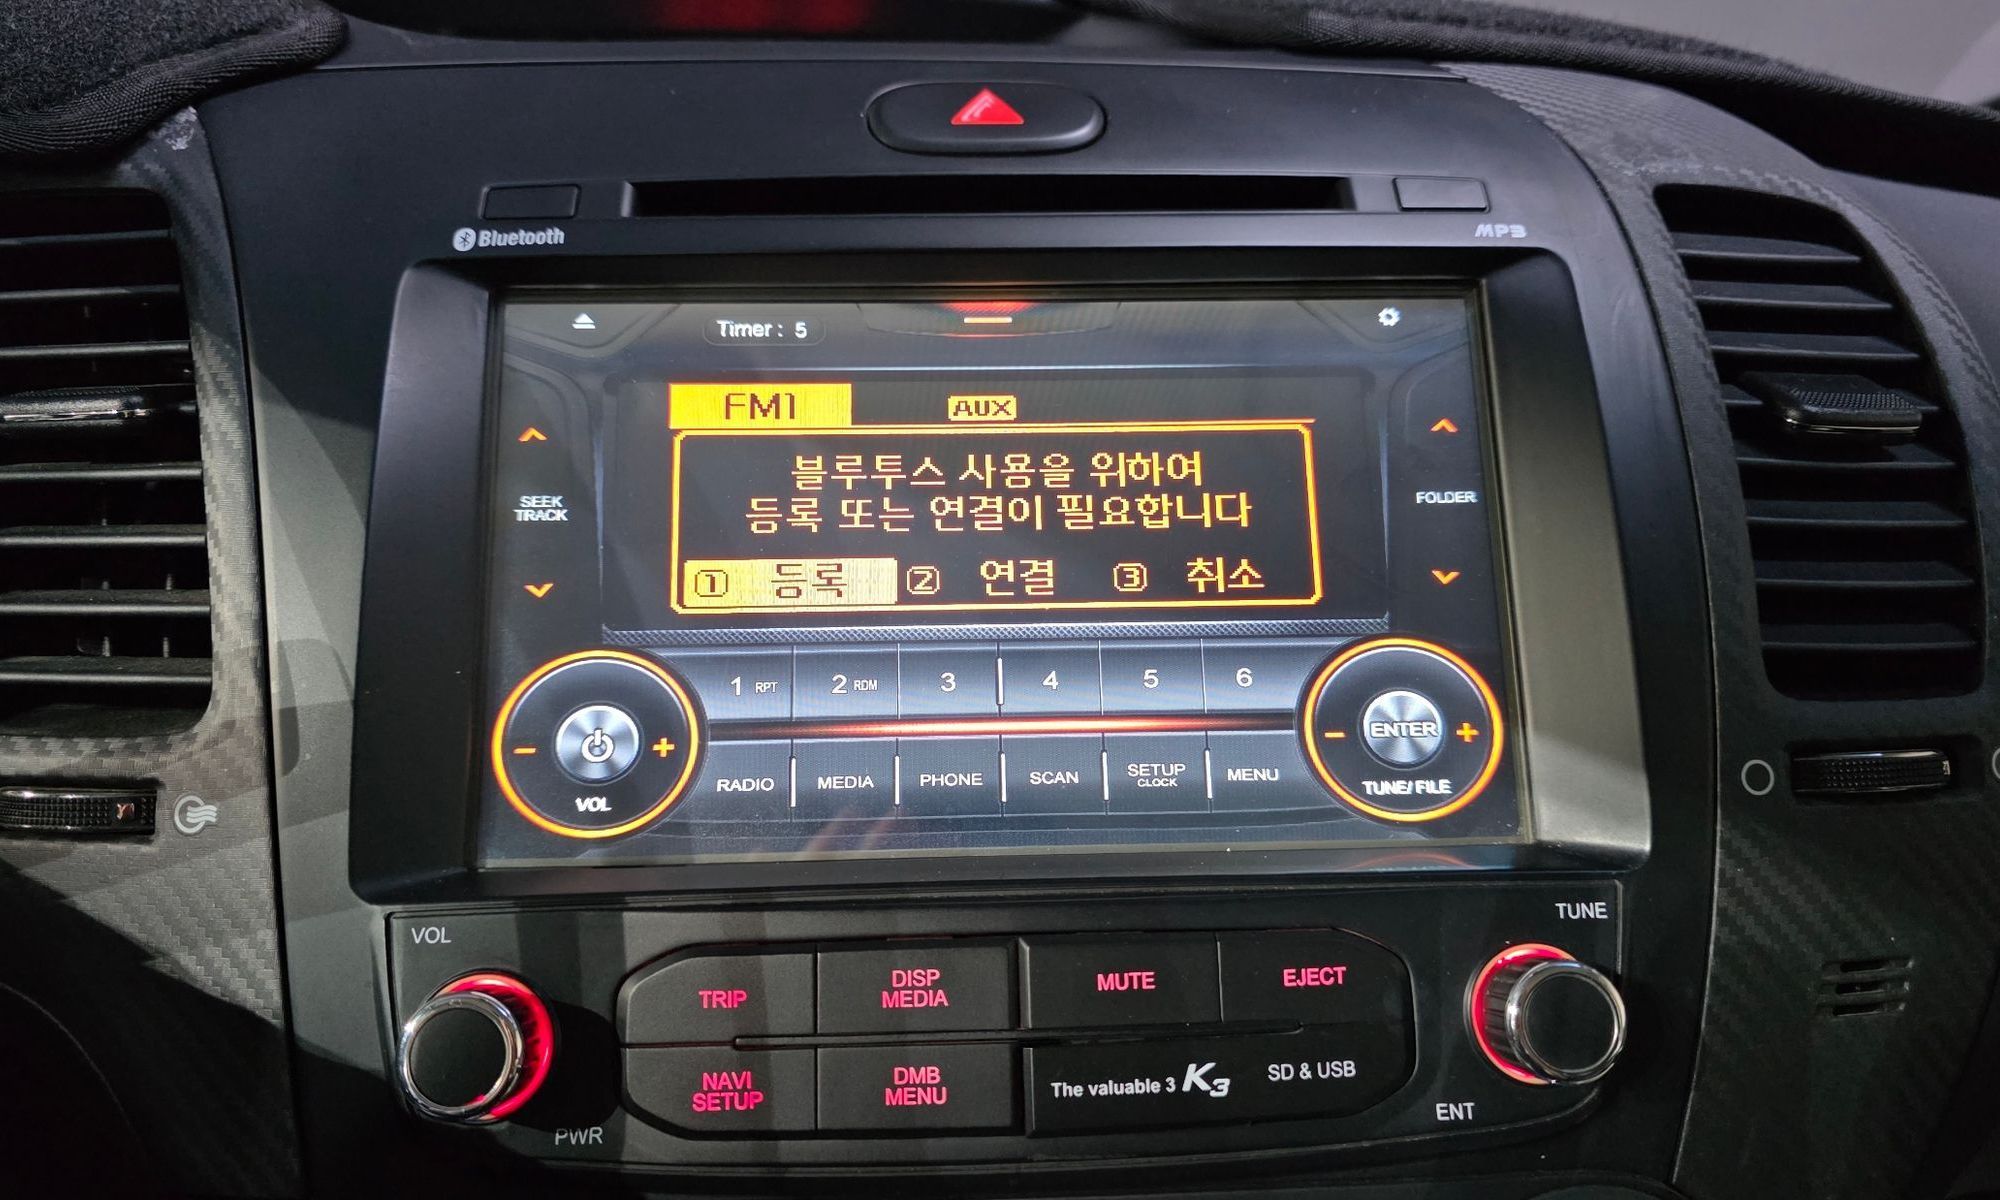 Bluetooth
MP3
Timer : 5
FM1
AUX
블루투스 사용을 위하여
등록 또는 연결이 필요합니다
① 등록 ② 연결 ③ 취소
SEEK
TRACK
FOLDER
1 RPT
2 RDM
3
4
5
6
RADIO
MEDIA
PHONE
SCAN
SETUP
CLOCK
MENU
- +
VOL
- ENTER +
TUNE/ FILE
VOL
PWR
TRIP
DISP
MEDIA
MUTE
EJECT
NAVI
SETUP
DMB
MENU
The valuable 3 K3
SD & USB
TUNE
ENT